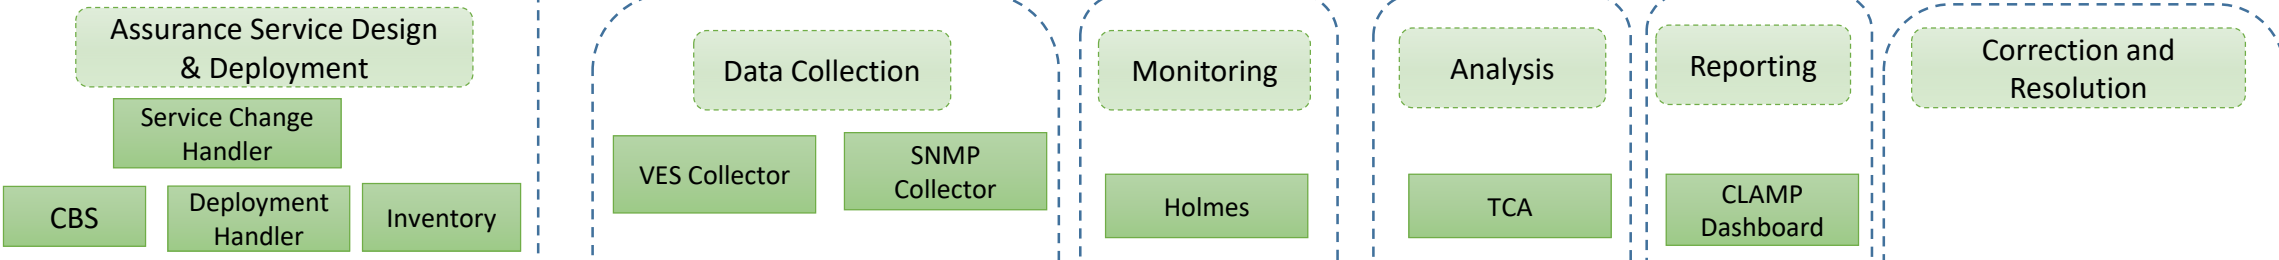 Assurance Service Design
& Deployment
Service Change
Handler
CBS
Deployment
Handler
Inventory
Data Collection
VES Collector
SNMP
Collector
Monitoring
Holmes
Analysis
TCA
Reporting
CLAMP
Dashboard
Correction and
Resolution